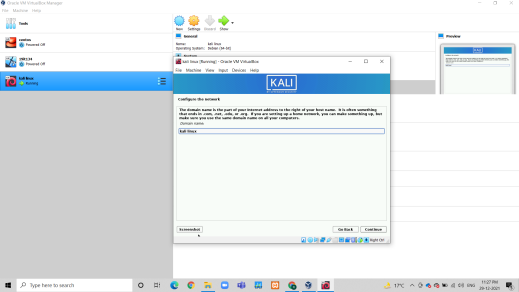 Oracle VM VirtualBox Manager
File Machine Help
Tools
New Settings Discard Show
centos
Powered Off
Powered Off
kali linux
Running
General
Name: kali linux
Operating System: Debian (64-bit)
Preview
kali linux [Running] - Oracle VM VirtualBox
File Machine View Input Devices Help
KALI
Configure the network
The domain name is the part of your Internet address to the right of your host name. It is often something
that ends in .com, .net, .edu, or .org. If you are setting up a home network, you can make something up, but
make sure you use the same domain name on all your computers.
Domain name:
kali-linux
Screenshot
Go Back Continue
Right Ctrl
Type here to search
17°C
ENG
11:27 PM
29-12-2021